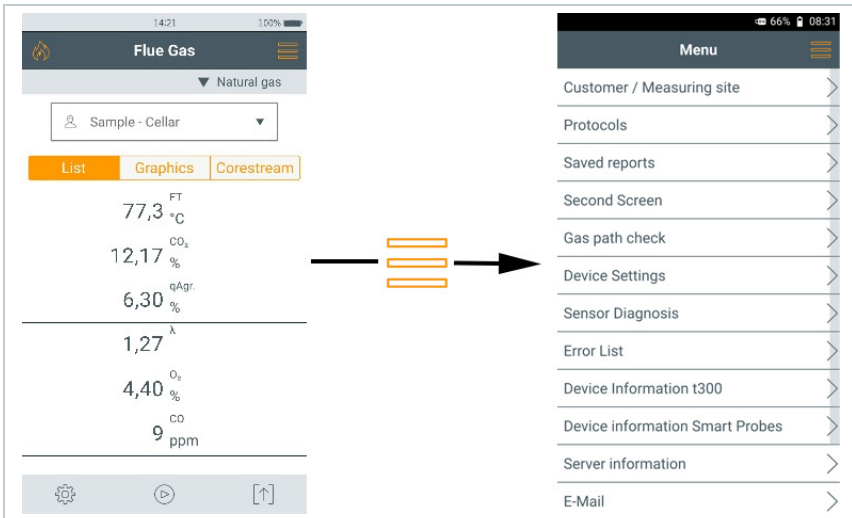 14:21 100%
Flue Gas
▼ Natural gas
Sample - Cellar ▼
List Graphics Corestream
77,3 FT °C
12,17 CO₂ %
6,30 qAgr. %
1,27 λ
4,40 O₂ %
9 CO ppm
66% 08:31
Menu
Customer / Measuring site
Protocols
Saved reports
Second Screen
Gas path check
Device Settings
Sensor Diagnosis
Error List
Device Information t300
Device information Smart Probes
Server information
E-Mail